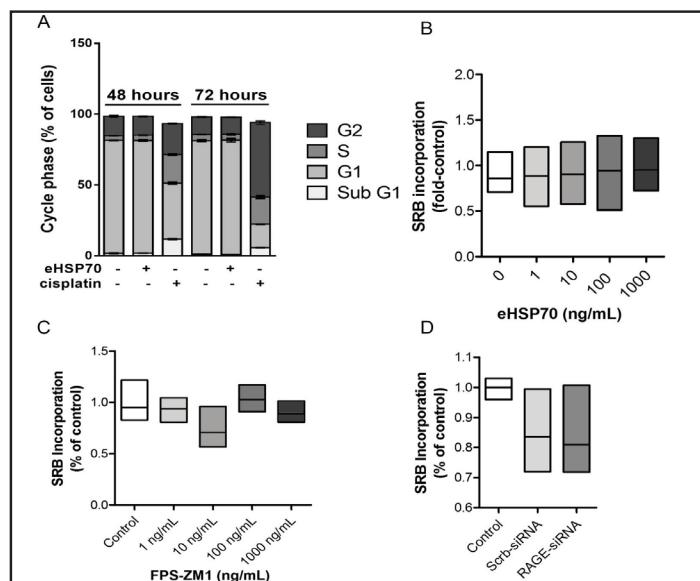 A
150
100
50
0
Cycle phase (% of cells)
48 hours
72 hours
G2
S
G1
Sub G1
eHSP70 - + - - + -
cisplatin - - + - - +
B
2.0
1.5
1.0
0.5
0.0
SRB incorporation
(fold-control)
0 1 10 100 1000
eHSP70 (ng/mL)
C
1.5
1.0
0.5
0.0
SRB Incorporation
(% of control)
Control 1 ng/mL 10 ng/mL 100 ng/mL 1000 ng/mL
FPS-ZM1 (ng/mL)
D
1.1
1.0
0.9
0.8
0.7
0.6
SRB Incorporation
(% of control)
Control Scrb-siRNA RAGE-siRNA